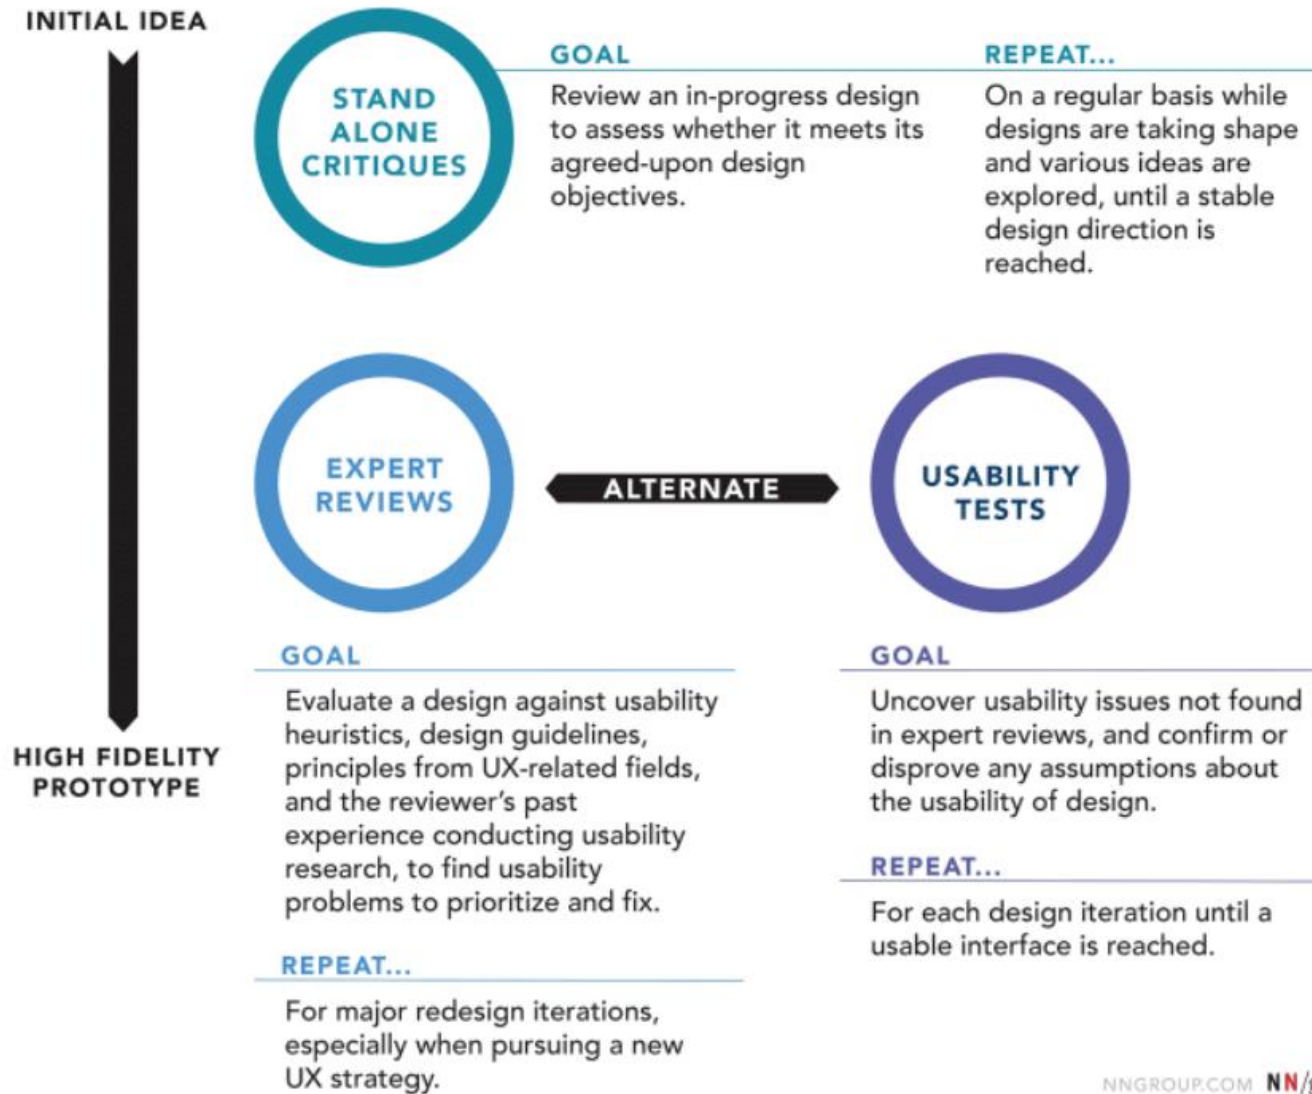 INITIAL IDEA
STAND
ALONE
CRITIQUES
GOAL
Review an in-progress design
to assess whether it meets its
agreed-upon design
objectives.
REPEAT...
On a regular basis while
designs are taking shape
and various ideas are
explored, until a stable
design direction is
reached.
EXPERT
REVIEWS
ALTERNATE
USABILITY
TESTS
HIGH FIDELITY
PROTOTYPE
GOAL
Evaluate a design against usability
heuristics, design guidelines,
principles from UX-related fields,
and the reviewer's past
experience conducting usability
research, to find usability
problems to prioritize and fix.
REPEAT...
For major redesign iterations,
especially when pursuing a new
UX strategy.
GOAL
Uncover usability issues not found
in expert reviews, and confirm or
disprove any assumptions about
the usability of design.
REPEAT...
For each design iteration until a
usable interface is reached.
NNGROUP.COM NN/